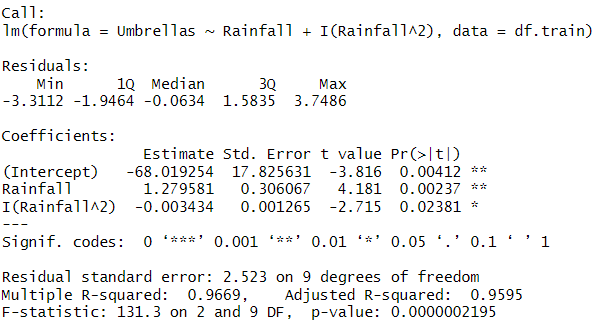 Call:
lm(formula = Umbrellas ~ Rainfall + I(Rainfall^2), data = df.train)

Residuals:
    Min      1Q  Median      3Q     Max
-3.3112 -1.9464 -0.0634  1.5835  3.7486

Coefficients:
                Estimate Std. Error t value Pr(>|t|)
(Intercept)   -68.019254  17.825631  -3.816  0.00412 **
Rainfall        1.279581   0.306067   4.181  0.00237 **
I(Rainfall^2)  -0.003434   0.001265  -2.715  0.02381 *
---
Signif. codes:  0 ‘***’ 0.001 ‘**’ 0.01 ‘*’ 0.05 ‘.’ 0.1 ‘ ’ 1

Residual standard error: 2.523 on 9 degrees of freedom
Multiple R-squared:  0.9669,    Adjusted R-squared:  0.9595
F-statistic: 131.3 on 2 and 9 DF,  p-value: 0.0000002195